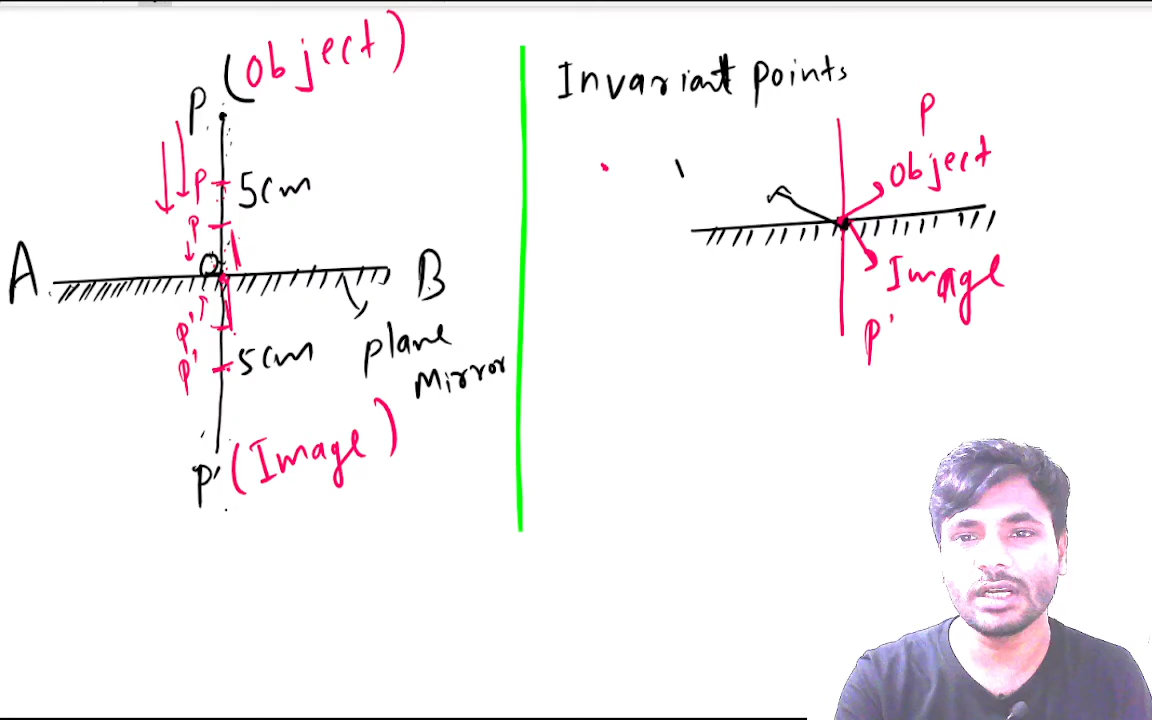 P (Object)
P
5cm
P
O
A
B
P'
P'
5cm
plane
Mirror
P' (Image)
Invariant points
P
Object
Image
P'